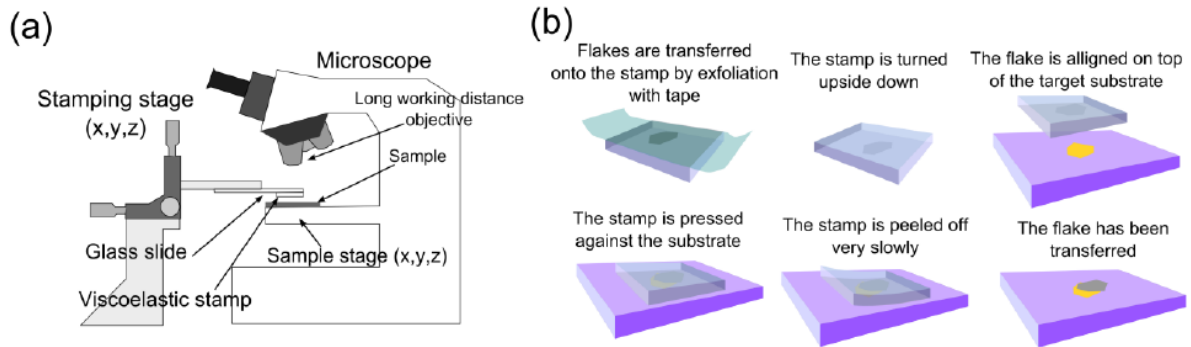 (a)
Microscope
Long working distance
objective
Stamping stage
(x,y,z)
Sample
Glass slide
Sample stage (x,y,z)
Viscoelastic stamp
(b)
Flakes are transferred
onto the stamp by exfoliation
with tape
The stamp is turned
upside down
The flake is alligned on top
of the target substrate
The stamp is pressed
against the substrate
The stamp is peeled off
very slowly
The flake has been
transferred